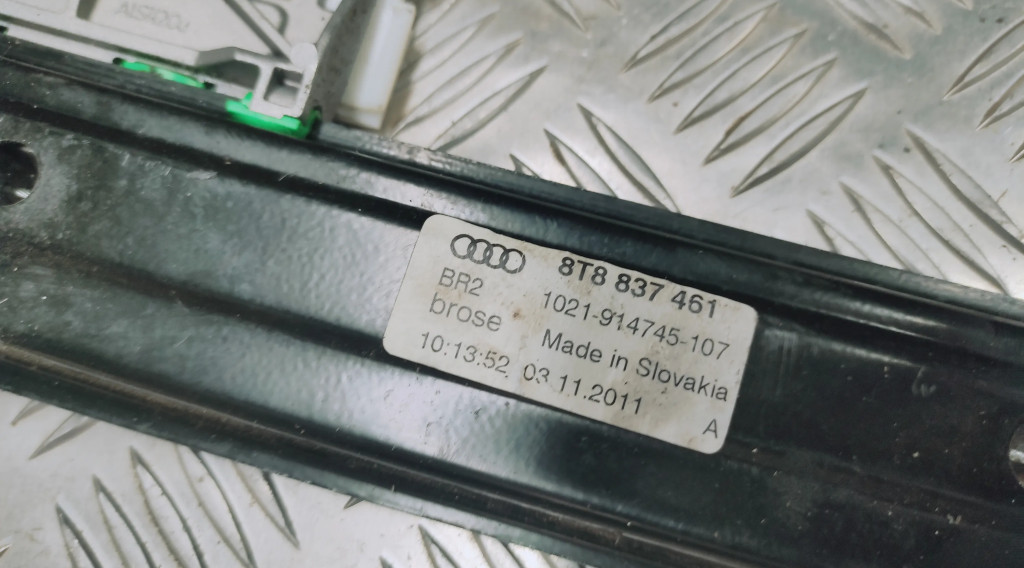 8T8 837 461
BR2 1021-914745-107
brose Made in Slovakia
10:13:52 03.11.2011 A